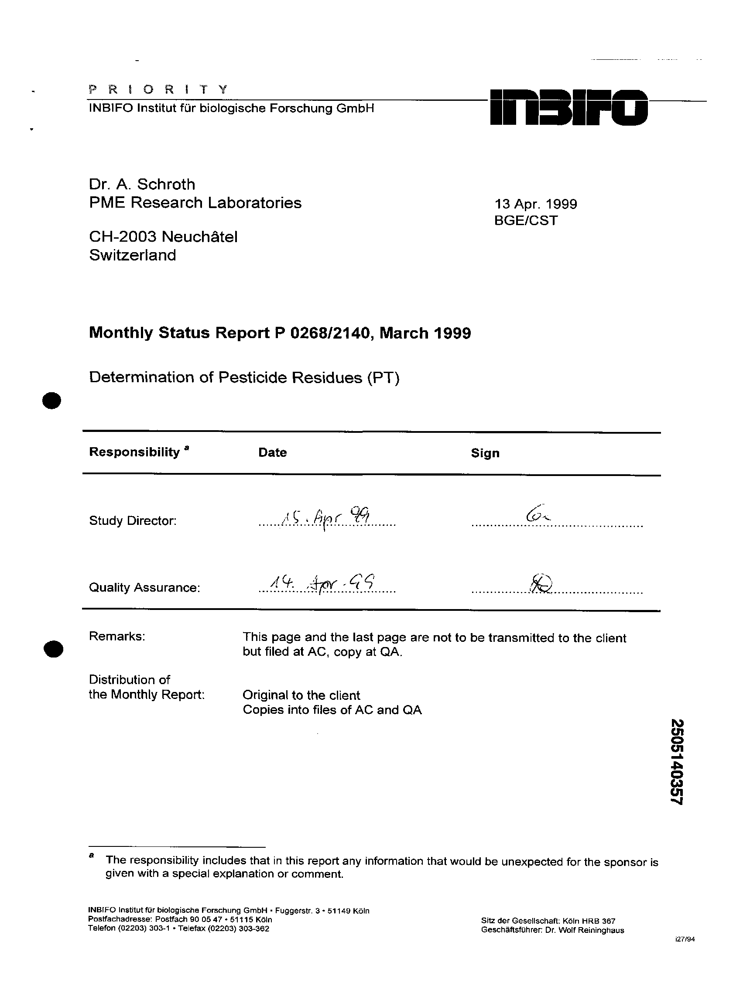 P R I O R I T Y
INBIFO Institut für biologische Forschung GmbH
INBIFO
Dr. A. Schroth
PME Research Laboratories
13 Apr. 1999
BGE/CST
CH-2003 Neuchâtel
Switzerland
Monthly Status Report P 0268/2140, March 1999
Determination of Pesticide Residues (PT)
Responsibility a Date Sign
Study Director: 15. Apr 99
Quality Assurance: 14. Apr. 99
Remarks: This page and the last page are not to be transmitted to the client
but filed at AC, copy at QA.
Distribution of
the Monthly Report: Original to the client
Copies into files of AC and QA
2505140357
a The responsibility includes that in this report any information that would be unexpected for the sponsor is
given with a special explanation or comment.
INBIFO Institut für biologische Forschung GmbH • Fuggerstr. 3 • 51149 Köln
Postfachadresse: Postfach 90 05 47 • 51115 Köln
Telefon (02203) 303-1 • Telefax (02203) 303-362
Sitz der Gesellschaft: Köln HRB 367
Geschäftsführer: Dr. Wolf Reininghaus
i27/94